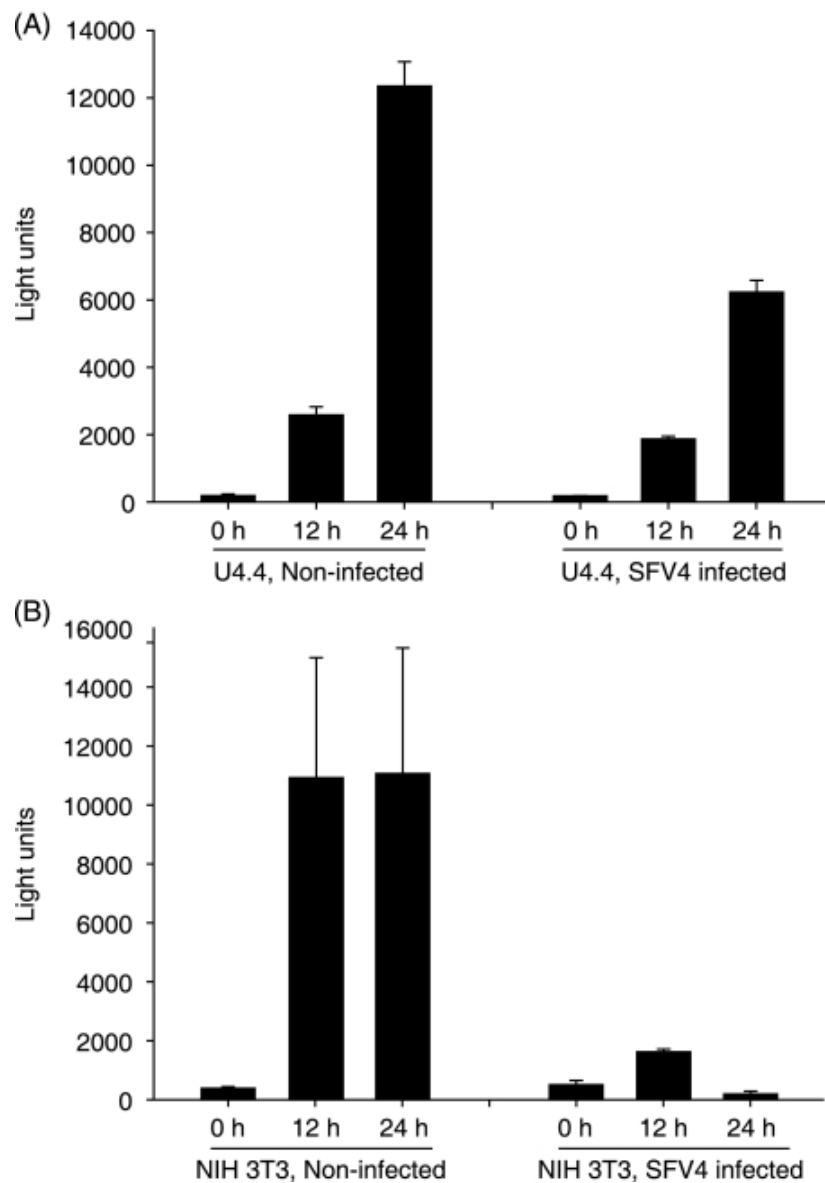 (A)
14000
12000
10000
8000
6000
4000
2000
0
Light units
0 h 12 h 24 h 0 h 12 h 24 h
U4.4, Non-infected U4.4, SFV4 infected
(B)
16000
14000
12000
10000
8000
6000
4000
2000
0
Light units
0 h 12 h 24 h 0 h 12 h 24 h
NIH 3T3, Non-infected NIH 3T3, SFV4 infected